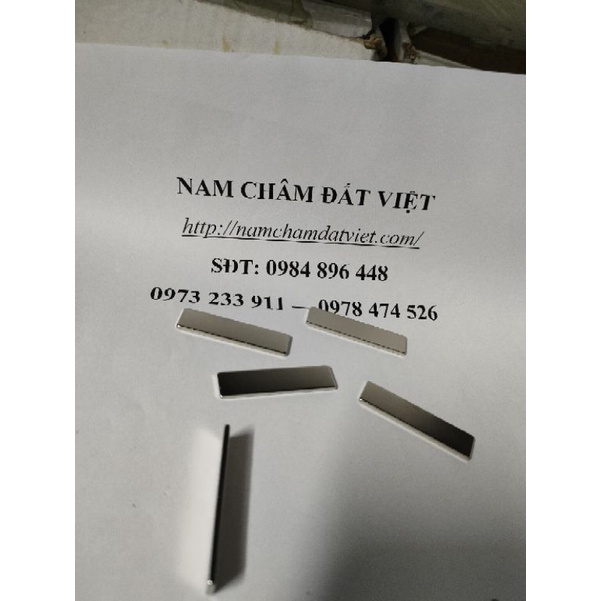 NAM CHÂM ĐẤT VIỆT
http://namchamdatviet.com/
SĐT: 0984 896 448
0973 233 911 — 0978 474 526